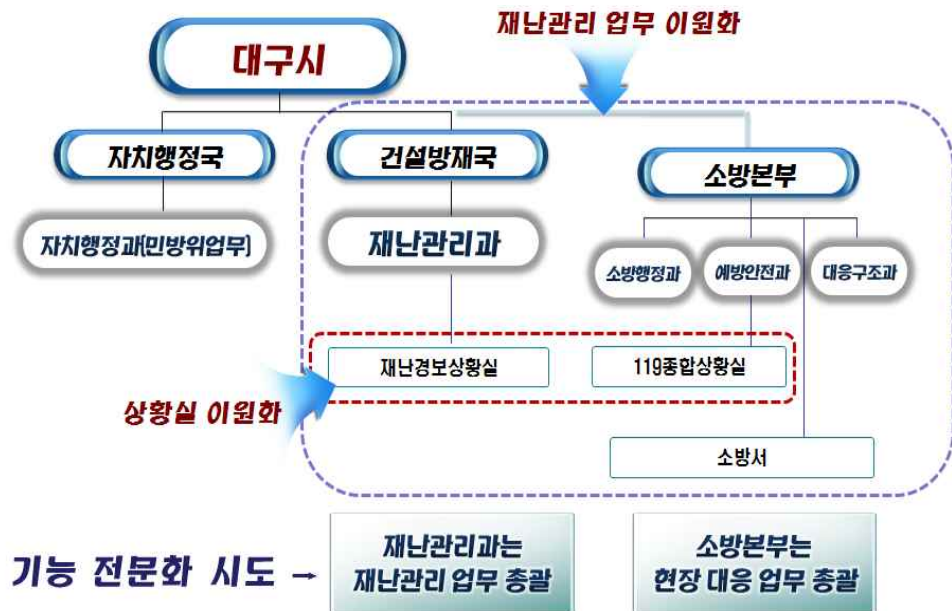 재난관리 업무 이원화
대구시
자치행정국
건설방재국
소방본부
자치행정과(민방위업무)
재난관리과
소방행정과
예방안전과
대응구조과
재난경보상황실
119종합상황실
상황실 이원화
소방서
기능 전문화 시도 →
재난관리과는
재난관리 업무 총괄
소방본부는
현장 대응 업무 총괄